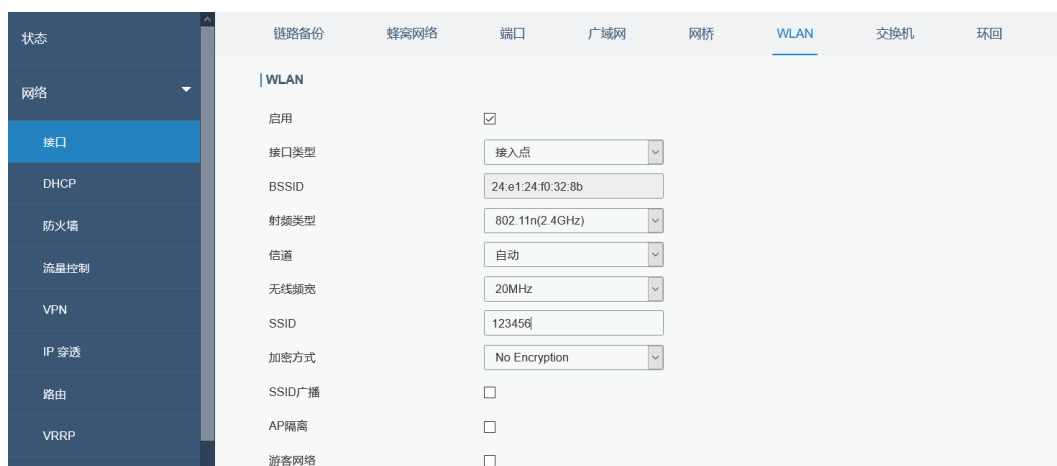 状态
网络
接口
DHCP
防火墙
流量控制
VPN
IP 穿透
路由
VRRP
链路备份 蜂窝网络 端口 广域网 网桥 WLAN 交换机 环回
WLAN
启用
接口类型 接入点
BSSID 24:e1:24:f0:32:8b
射频类型 802.11n(2.4GHz)
信道 自动
无线频宽 20MHz
SSID 123456
加密方式 No Encryption
SSID广播
AP隔离
游客网络